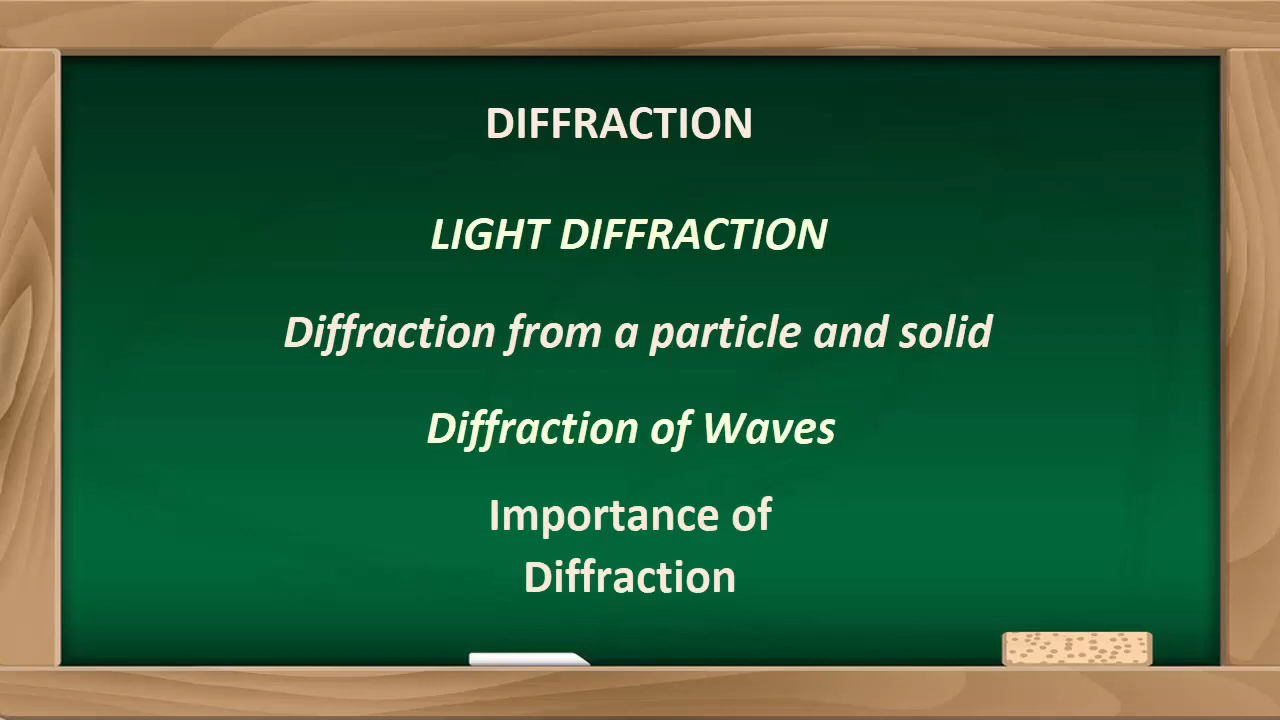 DIFFRACTION
LIGHT DIFFRACTION
Diffraction from a particle and solid
Diffraction of Waves
Importance of
Diffraction